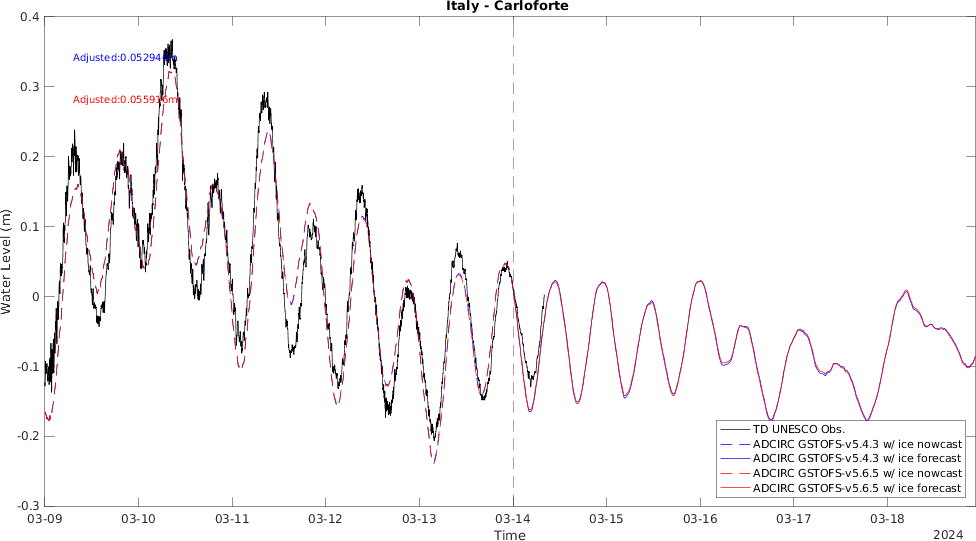 Italy - Carloforte
0.4
0.3
0.2
0.1
0
-0.1
-0.2
-0.3
Water Level (m)
Adjusted:0.05294
Adjusted:0.055916m
TD UNESCO Obs.
ADCIRC GSTOFS-v5.4.3 w/ ice nowcast
ADCIRC GSTOFS-v5.4.3 w/ ice forecast
ADCIRC GSTOFS-v5.6.5 w/ ice nowcast
ADCIRC GSTOFS-v5.6.5 w/ ice forecast
03-09 03-10 03-11 03-12 03-13 03-14 03-15 03-16 03-17 03-18
Time
2024